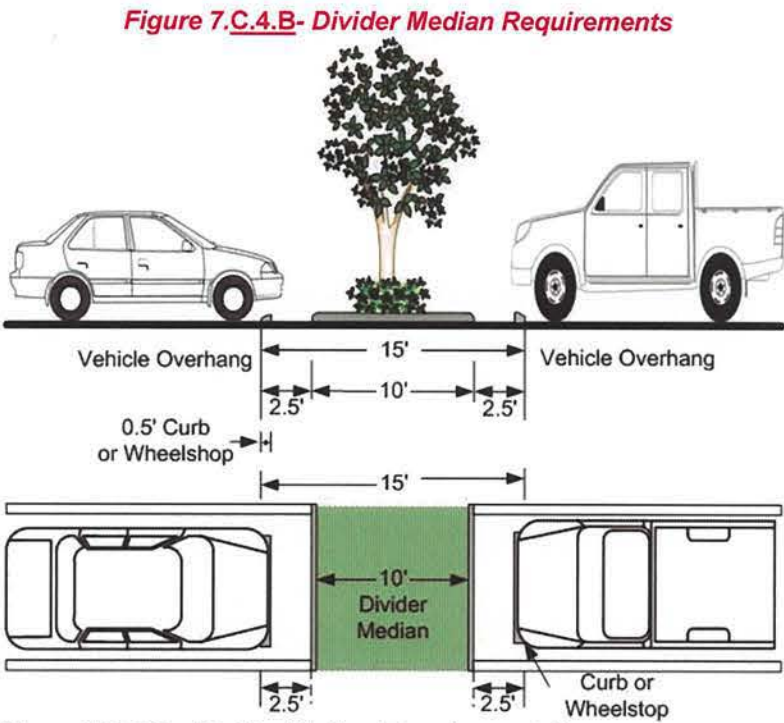 Figure 7.C.4.B- Divider Median Requirements
Vehicle Overhang
15'
Vehicle Overhang
2.5'
10'
2.5'
0.5' Curb
or Wheelshop
15'
10'
Divider
Median
2.5'
2.5'
Curb or
Wheelstop